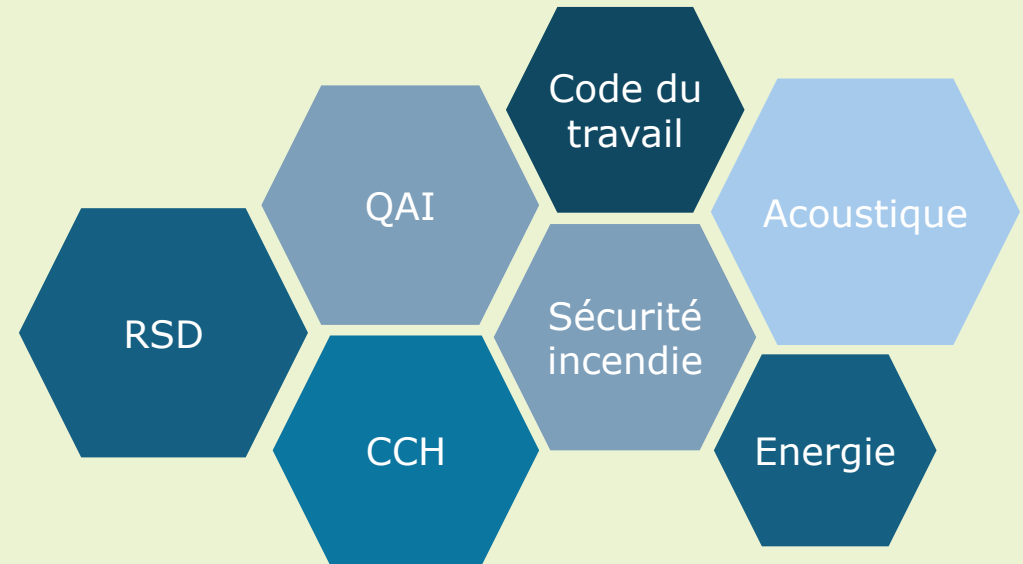 Code du
travail
QAI
Acoustique
RSD
Sécurité
incendie
CCH
Energie